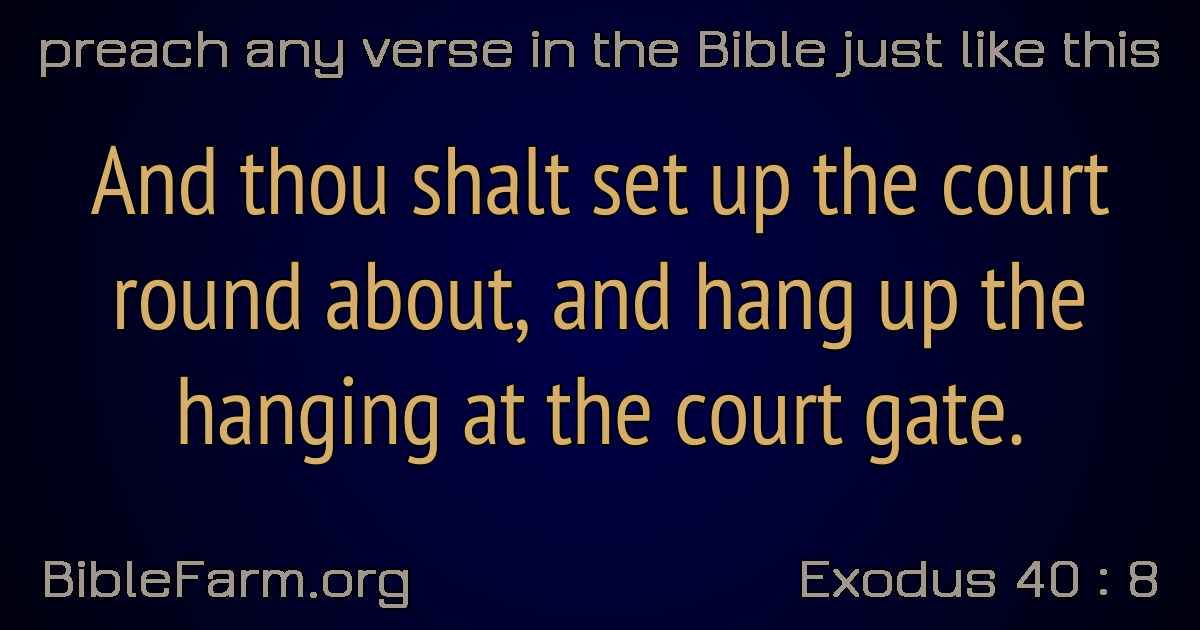 preach any verse in the Bible just like this
And thou shalt set up the court
round about, and hang up the
hanging at the court gate.
BibleFarm.org
Exodus 40 : 8